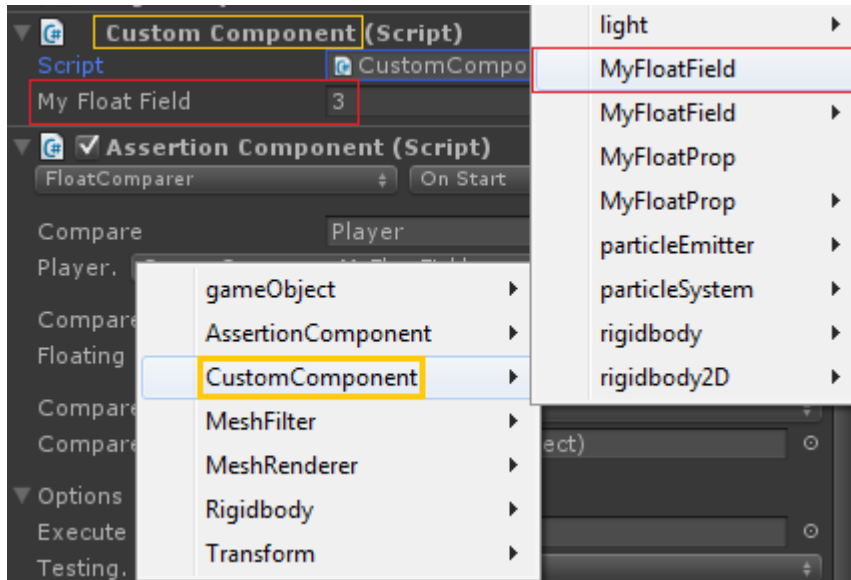 Custom Component (Script)
Script CustomCompo
My Float Field 3
Assertion Component (Script)
FloatComparer On Start
Compare Player
Player.
Compare
Floating
Compare
Compare ect)
Options
Execute
Testing.
gameObject
AssertionComponent
CustomComponent
MeshFilter
MeshRenderer
Rigidbody
Transform
light
MyFloatField
MyFloatField
MyFloatProp
MyFloatProp
particleEmitter
particleSystem
rigidbody
rigidbody2D